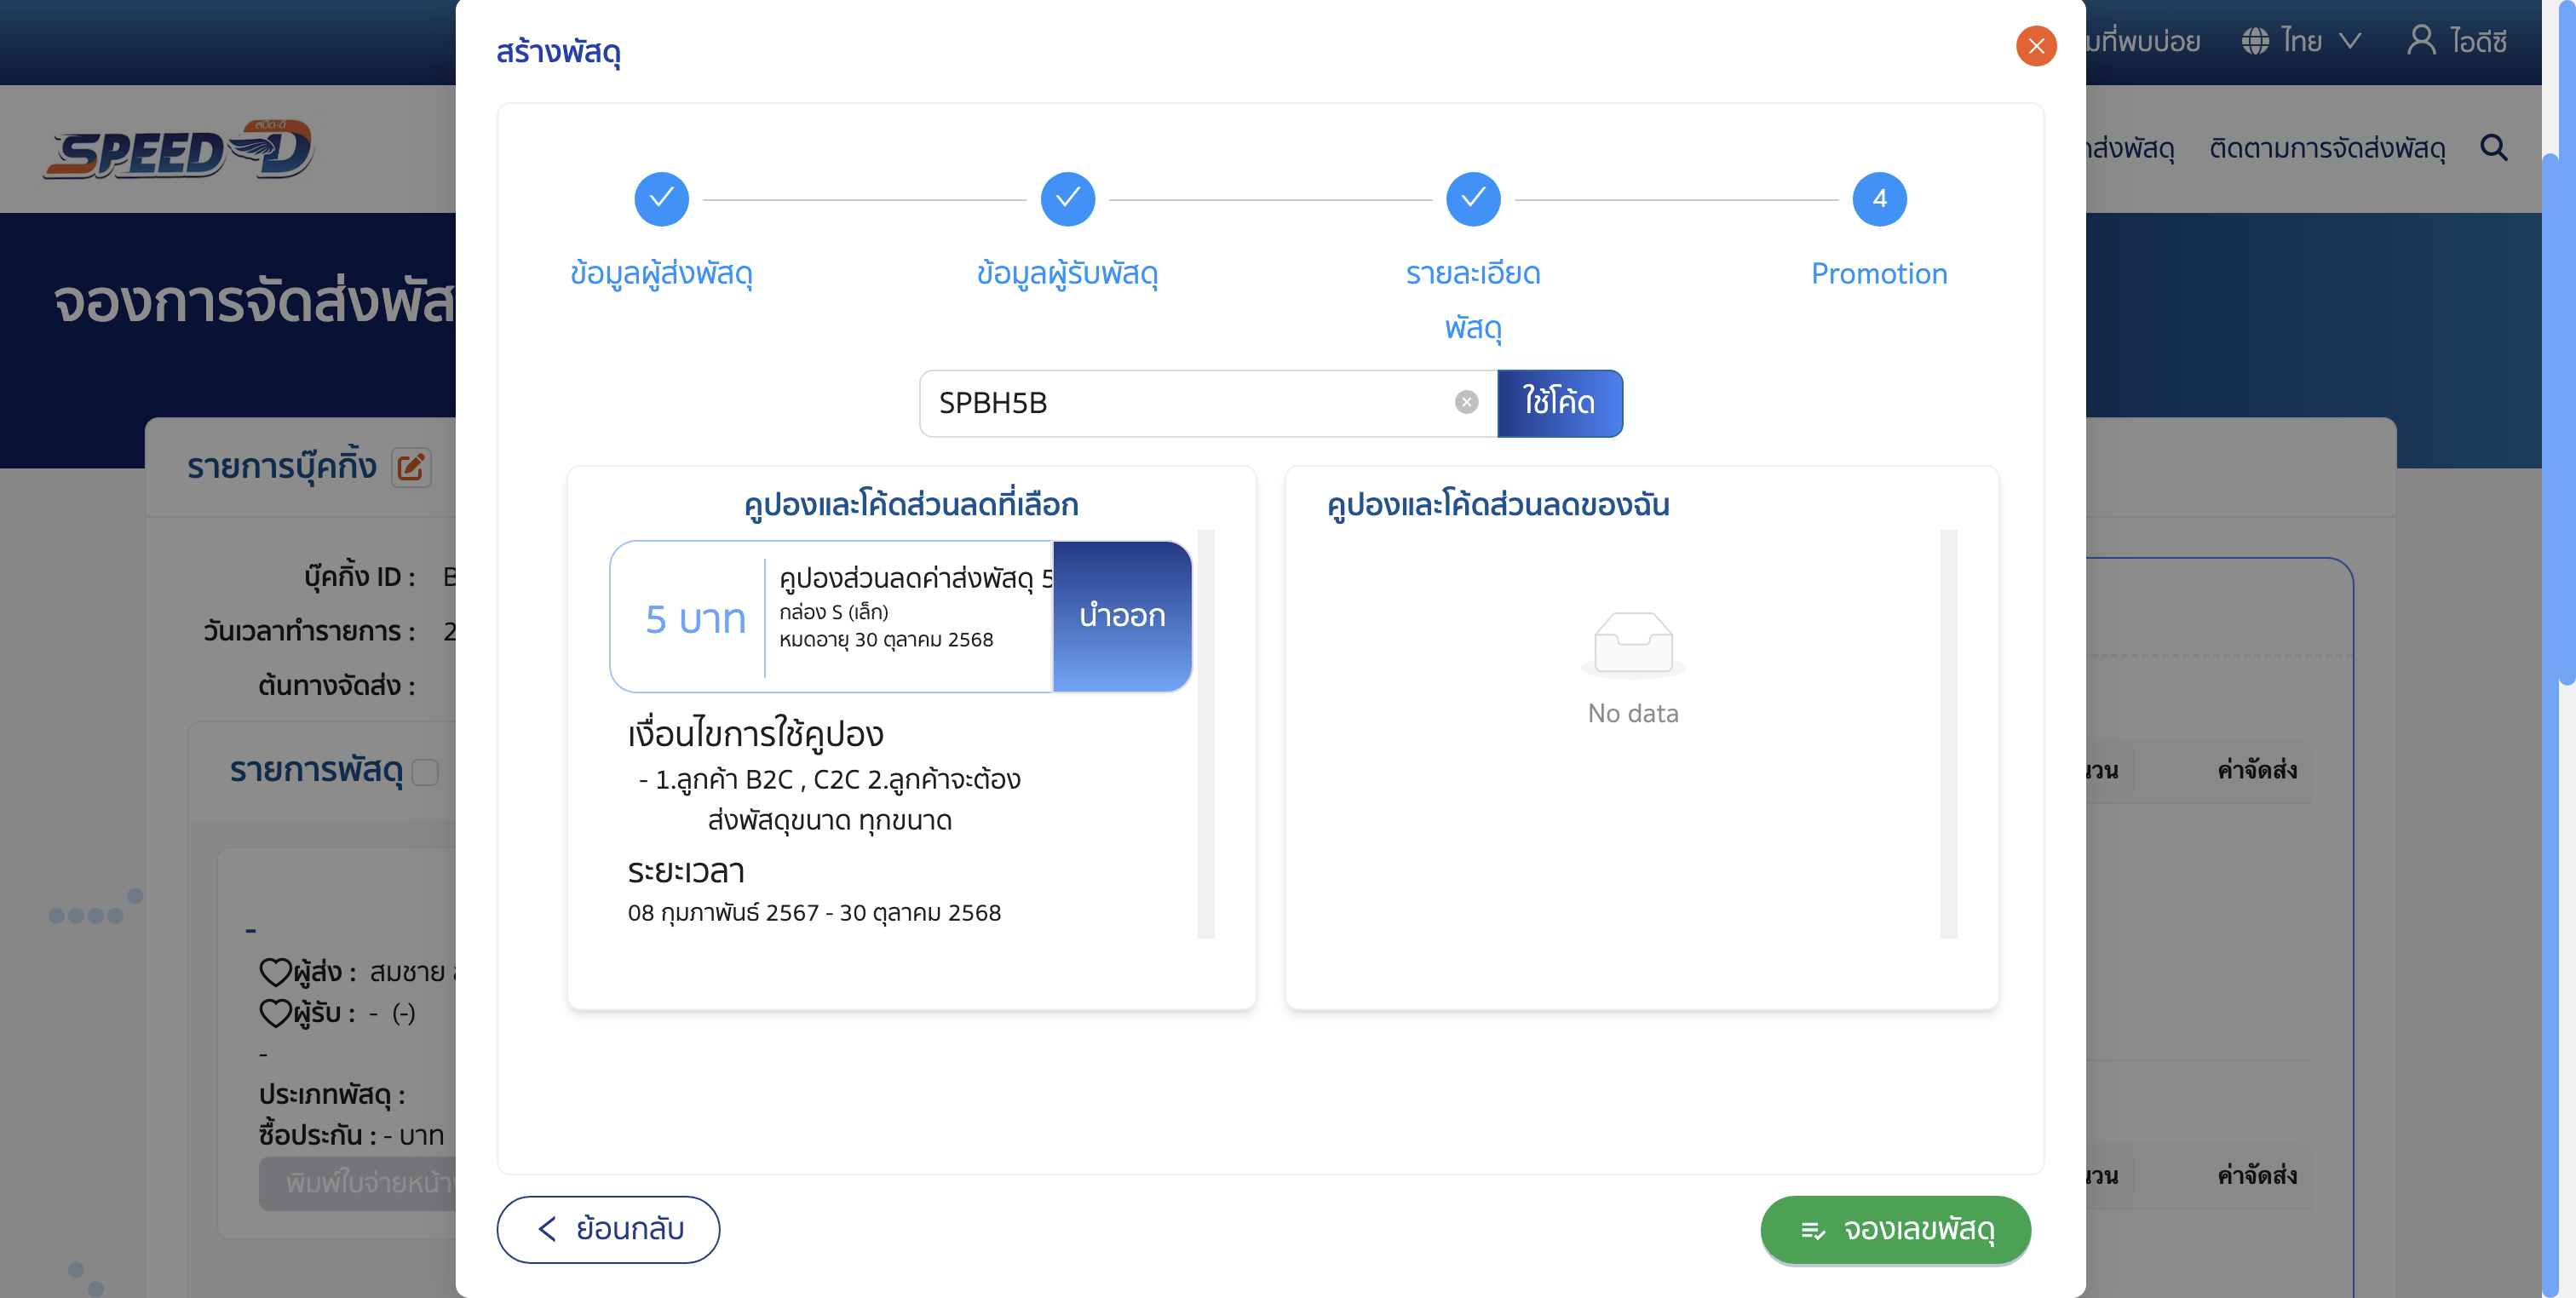 สร้างพัสดุ
มที่พบบ่อย ไทย ไอดีซี
SPEED-D
สปีด-ดี
ส่งพัสดุ ติดตามการจัดส่งพัสดุ
4
ข้อมูลผู้ส่งพัสดุ ข้อมูลผู้รับพัสดุ รายละเอียด Promotion
พัสดุ
จองการจัดส่งพัส
SPBH5B ใช้โค้ด
รายการบุ๊คกิ้ง
คูปองและโค้ดส่วนลดที่เลือก
คูปองและโค้ดส่วนลดของฉัน
5 บาท
คูปองส่วนลดค่าส่งพัสดุ 5
กล่อง S (เล็ก)
หมดอายุ 30 ตุลาคม 2568
นำออก
No data
เงื่อนไขการใช้คูปอง
- 1.ลูกค้า B2C , C2C 2.ลูกค้าจะต้อง
ส่งพัสดุขนาด ทุกขนาด
ระยะเวลา
08 กุมภาพันธ์ 2567 - 30 ตุลาคม 2568
บุ๊คกิ้ง ID : B
วันเวลาทำรายการ : 2
ต้นทางจัดส่ง :
รายการพัสดุ
นวน ค่าจัดส่ง
-
ผู้ส่ง : สมชาย
ผู้รับ : - (-)
-
ประเภทพัสดุ :
ซื้อประกัน : - บาท
พิมพ์ใบจ่ายหน้า
นวน ค่าจัดส่ง
ย้อนกลับ
จองเลขพัสดุ